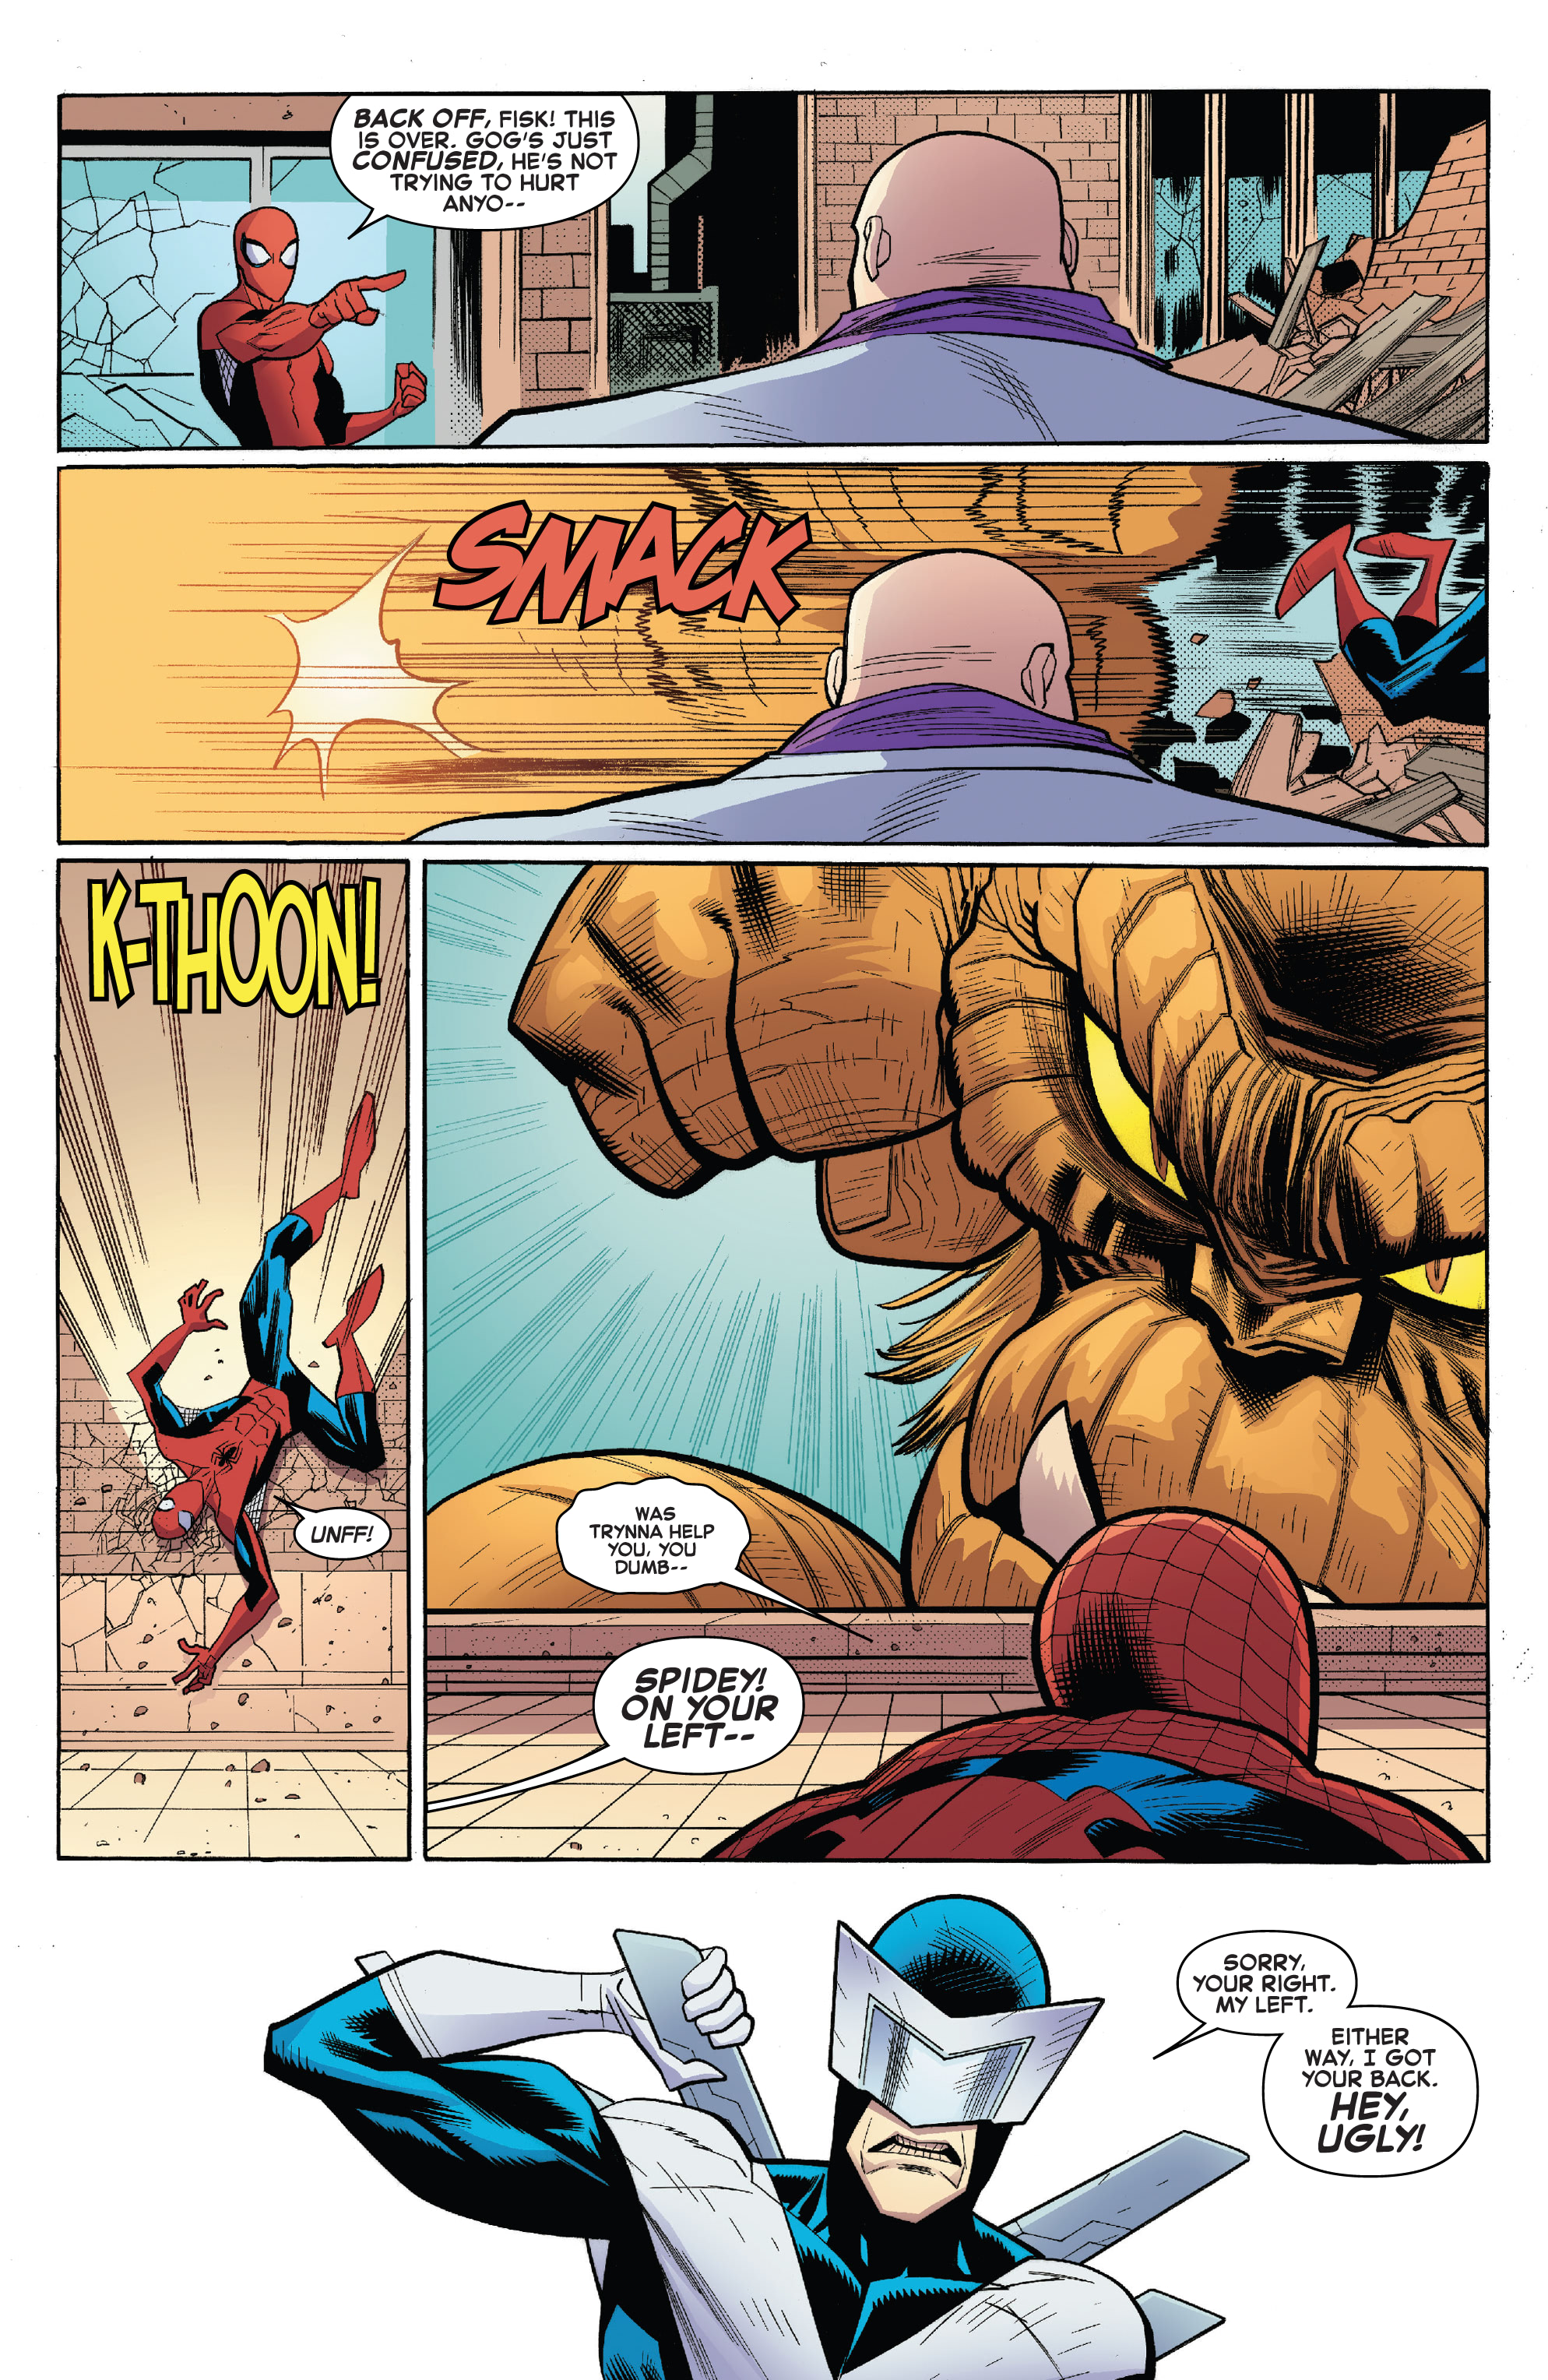 BACK OFF, FISK! THIS
IS OVER. GOG'S JUST
CONFUSED, HE'S NOT
TRYING TO HURT
ANYO--
SMACK
K-THOON!
UNFF!
WAS
TRYNNA HELP
YOU, YOU
DUMB--
SPIDEY!
ON YOUR
LEFT--
SORRY,
YOUR RIGHT.
MY LEFT.
EITHER
WAY, I GOT
YOUR BACK.
HEY,
UGLY!